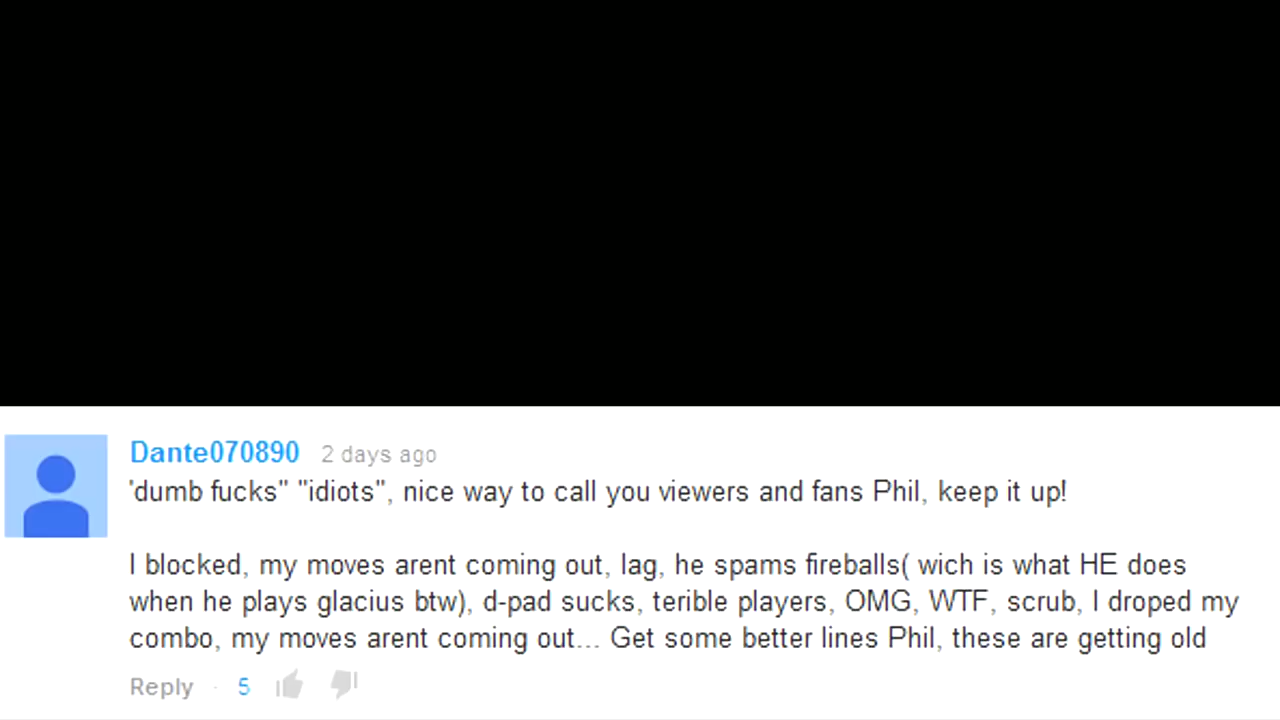 Dante070890 2 days ago
'dumb fucks" "idiots", nice way to call you viewers and fans Phil, keep it up!
I blocked, my moves arent coming out, lag, he spams fireballs( wich is what HE does
when he plays glacius btw), d-pad sucks, terible players, OMG, WTF, scrub, I droped my
combo, my moves arent coming out... Get some better lines Phil, these are getting old
Reply · 5